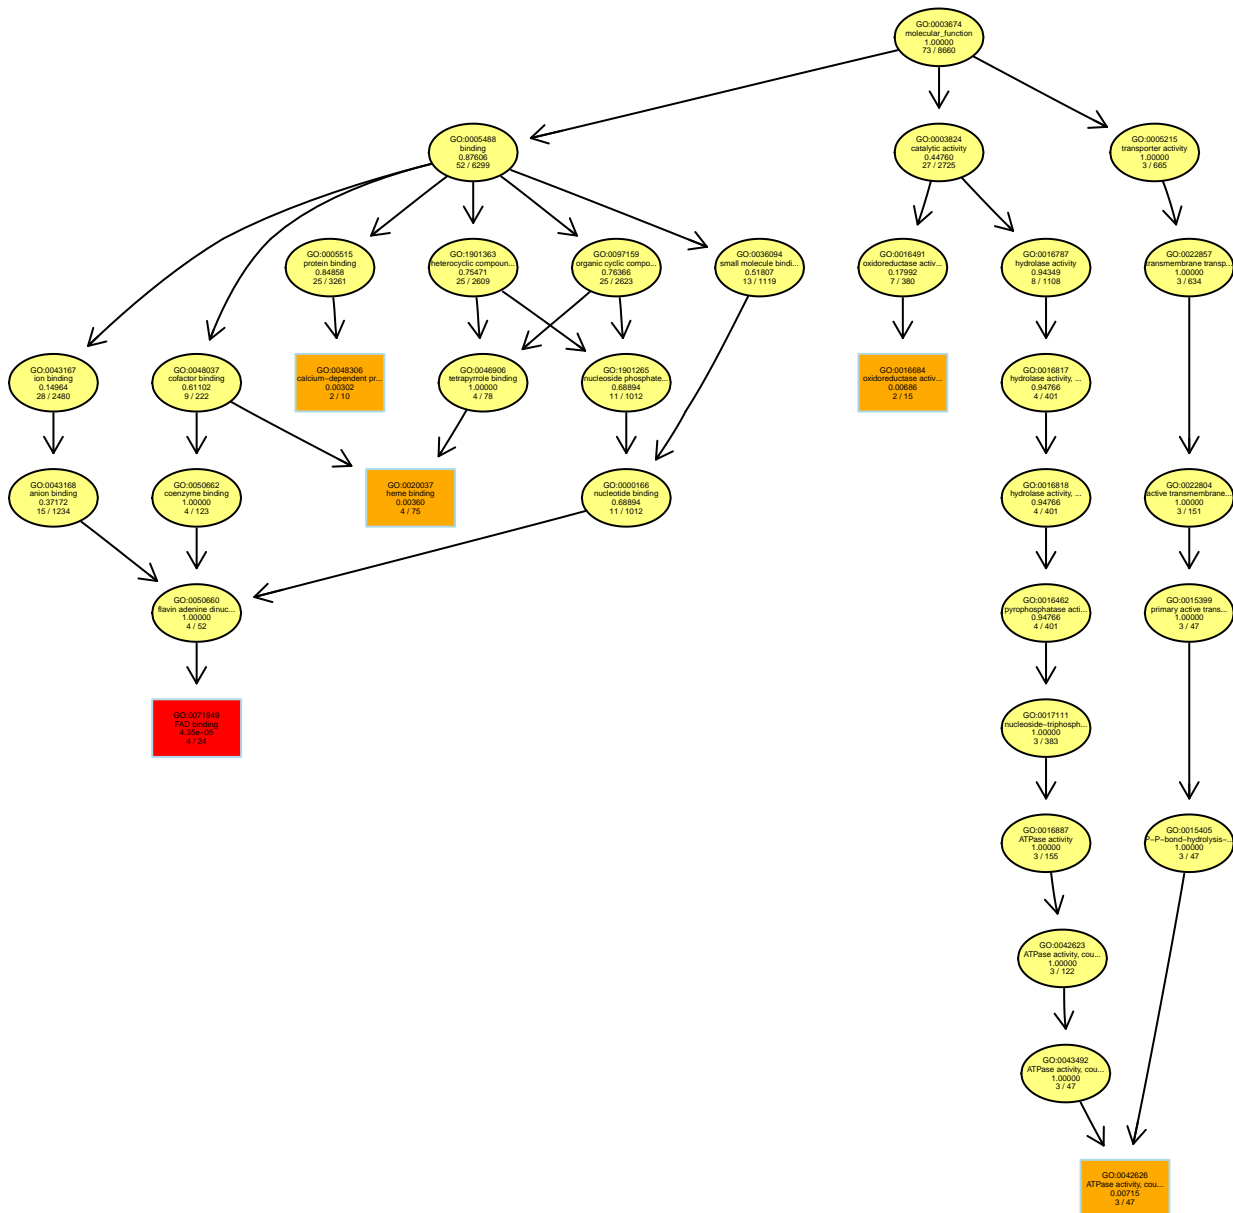 GO:0003674
molecular_function
1.00000
73 / 8660
GO:0005488
binding
0.87606
52 / 6299
GO:0003824
catalytic activity
0.44760
27 / 2725
GO:0005215
transporter activity
1.00000
3 / 665
GO:0005515
protein binding
0.84858
25 / 3261
GO:1901363
heterocyclic compoun...
0.75471
25 / 2609
GO:0097159
organic cyclic compo...
0.76366
25 / 2623
GO:0036094
small molecule bindi...
0.51807
13 / 1119
GO:0016491
oxidoreductase activ...
0.17992
7 / 380
GO:0016787
hydrolase activity
0.94349
8 / 1108
GO:0022857
transmembrane transp...
1.00000
3 / 634
GO:0043167
ion binding
0.14964
28 / 2480
GO:0048037
cofactor binding
0.61102
9 / 222
GO:0048306
calcium−dependent pr...
0.00302
2 / 10
GO:0046906
tetrapyrrole binding
1.00000
4 / 78
GO:1901265
nucleoside phosphate...
0.68894
11 / 1012
GO:0016684
oxidoreductase activ...
0.00686
2 / 15
GO:0016817
hydrolase activity, ...
0.94766
4 / 401
GO:0043168
anion binding
0.37172
15 / 1234
GO:0050662
coenzyme binding
1.00000
4 / 123
GO:0020037
heme binding
0.00360
4 / 75
GO:0000166
nucleotide binding
0.68894
11 / 1012
GO:0016818
hydrolase activity, ...
0.94766
4 / 401
GO:0022804
active transmembrane...
1.00000
3 / 151
GO:0050660
flavin adenine dinuc...
1.00000
4 / 52
GO:0016462
pyrophosphatase acti...
0.94766
4 / 401
GO:0015399
primary active trans...
1.00000
3 / 47
GO:0071949
FAD binding
4.35e−05
4 / 24
GO:0017111
nucleoside−triphosph...
1.00000
3 / 383
GO:0016887
ATPase activity
1.00000
3 / 155
GO:0015405
P−P−bond−hydrolysis−...
1.00000
3 / 47
GO:0042623
ATPase activity, cou...
1.00000
3 / 122
GO:0043492
ATPase activity, cou...
1.00000
3 / 47
GO:0042626
ATPase activity, cou...
0.00715
3 / 47